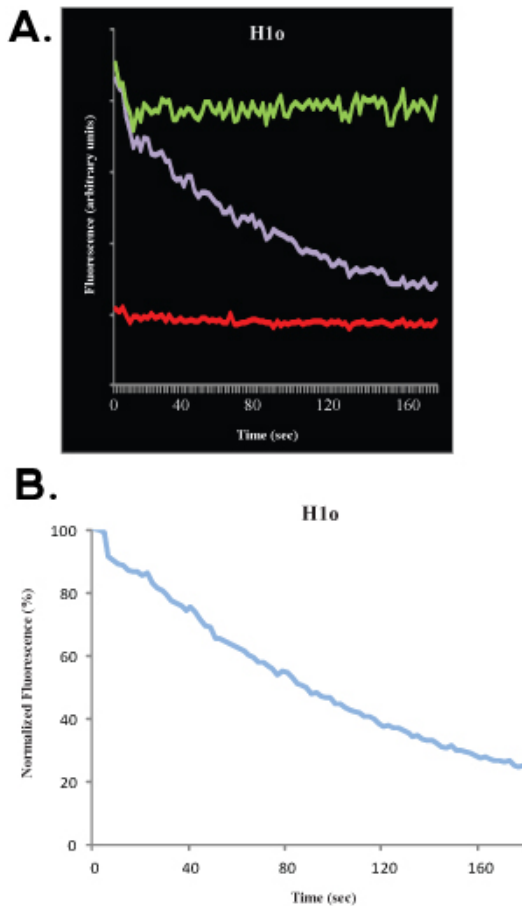 A.
H1o
Fluorescence (arbitrary units)
0 40 80 120 160
Time (sec)
B.
H1o
100
80
60
40
20
0
Normalized Fluorescence (%)
0 40 80 120 160
Time (sec)